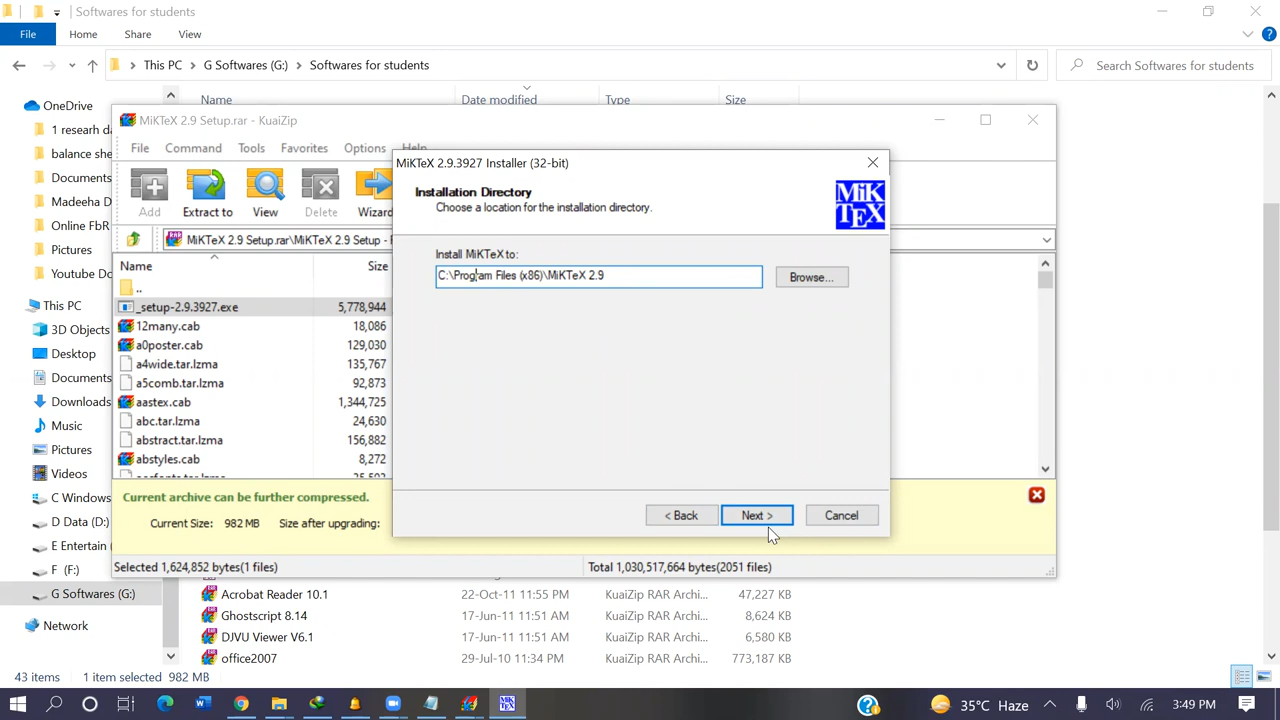 Softwares for students
File Home Share View
This PC G Softwares (G:) Softwares for students Search Softwares for students
Name Date modified Type Size
OneDrive
1 researh da
balance she
Documents
Madeeha D
Online FbR
Pictures
Youtube Do
This PC
3D Objects
Desktop
Documents
Downloads
Music
Pictures
Videos
C Windows
D Data (D:)
E Entertain (
F (F:)
G Softwares (G:)
Network
MiKTeX 2.9 Setup.rar - KuaiZip
File Command Tools Favorites Options Help
Add Extract to View Delete Wizard
MiKTeX 2.9 Setup.rar\MiKTeX 2.9 Setup -
Name Size
..
_setup-2.9.3927.exe 5,778,944
12many.cab 18,086
a0poster.cab 129,030
a4wide.tar.lzma 135,767
a5comb.tar.lzma 92,873
aastex.cab 1,344,725
abc.tar.lzma 24,630
abstract.tar.lzma 156,882
abstyles.cab 8,272
Current archive can be further compressed.
Current Size: 982 MB Size after upgrading:
Selected 1,624,852 bytes(1 files) Total 1,030,517,664 bytes(2051 files)
MiKTeX 2.9.3927 Installer (32-bit)
Installation Directory
Choose a location for the installation directory.
MiK
TEX
Install MiKTeX to:
C:\Program Files (x86)\MiKTeX 2.9
Browse...
< Back Next > Cancel
Acrobat Reader 10.1 22-Oct-11 11:55 PM KuaiZip RAR Archi... 47,227 KB
Ghostscript 8.14 17-Jun-11 11:51 AM KuaiZip RAR Archi... 8,624 KB
DJVU Viewer V6.1 17-Jun-11 11:51 AM KuaiZip RAR Archi... 6,580 KB
office2007 29-Jul-10 11:34 PM KuaiZip RAR Archi... 773,187 KB
43 items 1 item selected 982 MB
35°C Haze 3:49 PM